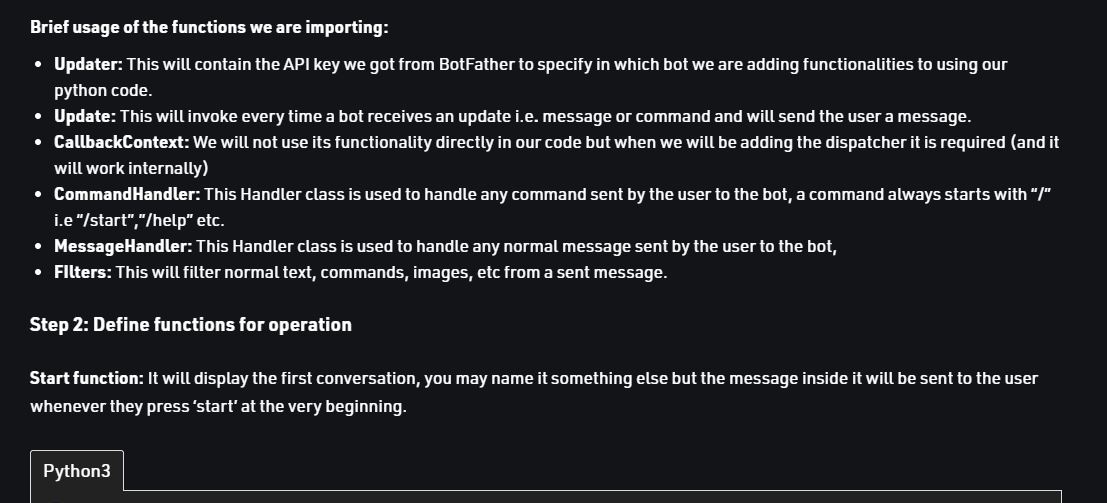 Brief usage of the functions we are importing:
• Updater: This will contain the API key we got from BotFather to specify in which bot we are adding functionalities to using our
python code.
• Update: This will invoke every time a bot receives an update i.e. message or command and will send the user a message.
• CallbackContext: We will not use its functionality directly in our code but when we will be adding the dispatcher it is required (and it
will work internally)
• CommandHandler: This Handler class is used to handle any command sent by the user to the bot, a command always starts with “/”
i.e “/start”,”/help” etc.
• MessageHandler: This Handler class is used to handle any normal message sent by the user to the bot,
• FIlters: This will filter normal text, commands, images, etc from a sent message.
Step 2: Define functions for operation
Start function: It will display the first conversation, you may name it something else but the message inside it will be sent to the user
whenever they press ‘start’ at the very beginning.
Python3